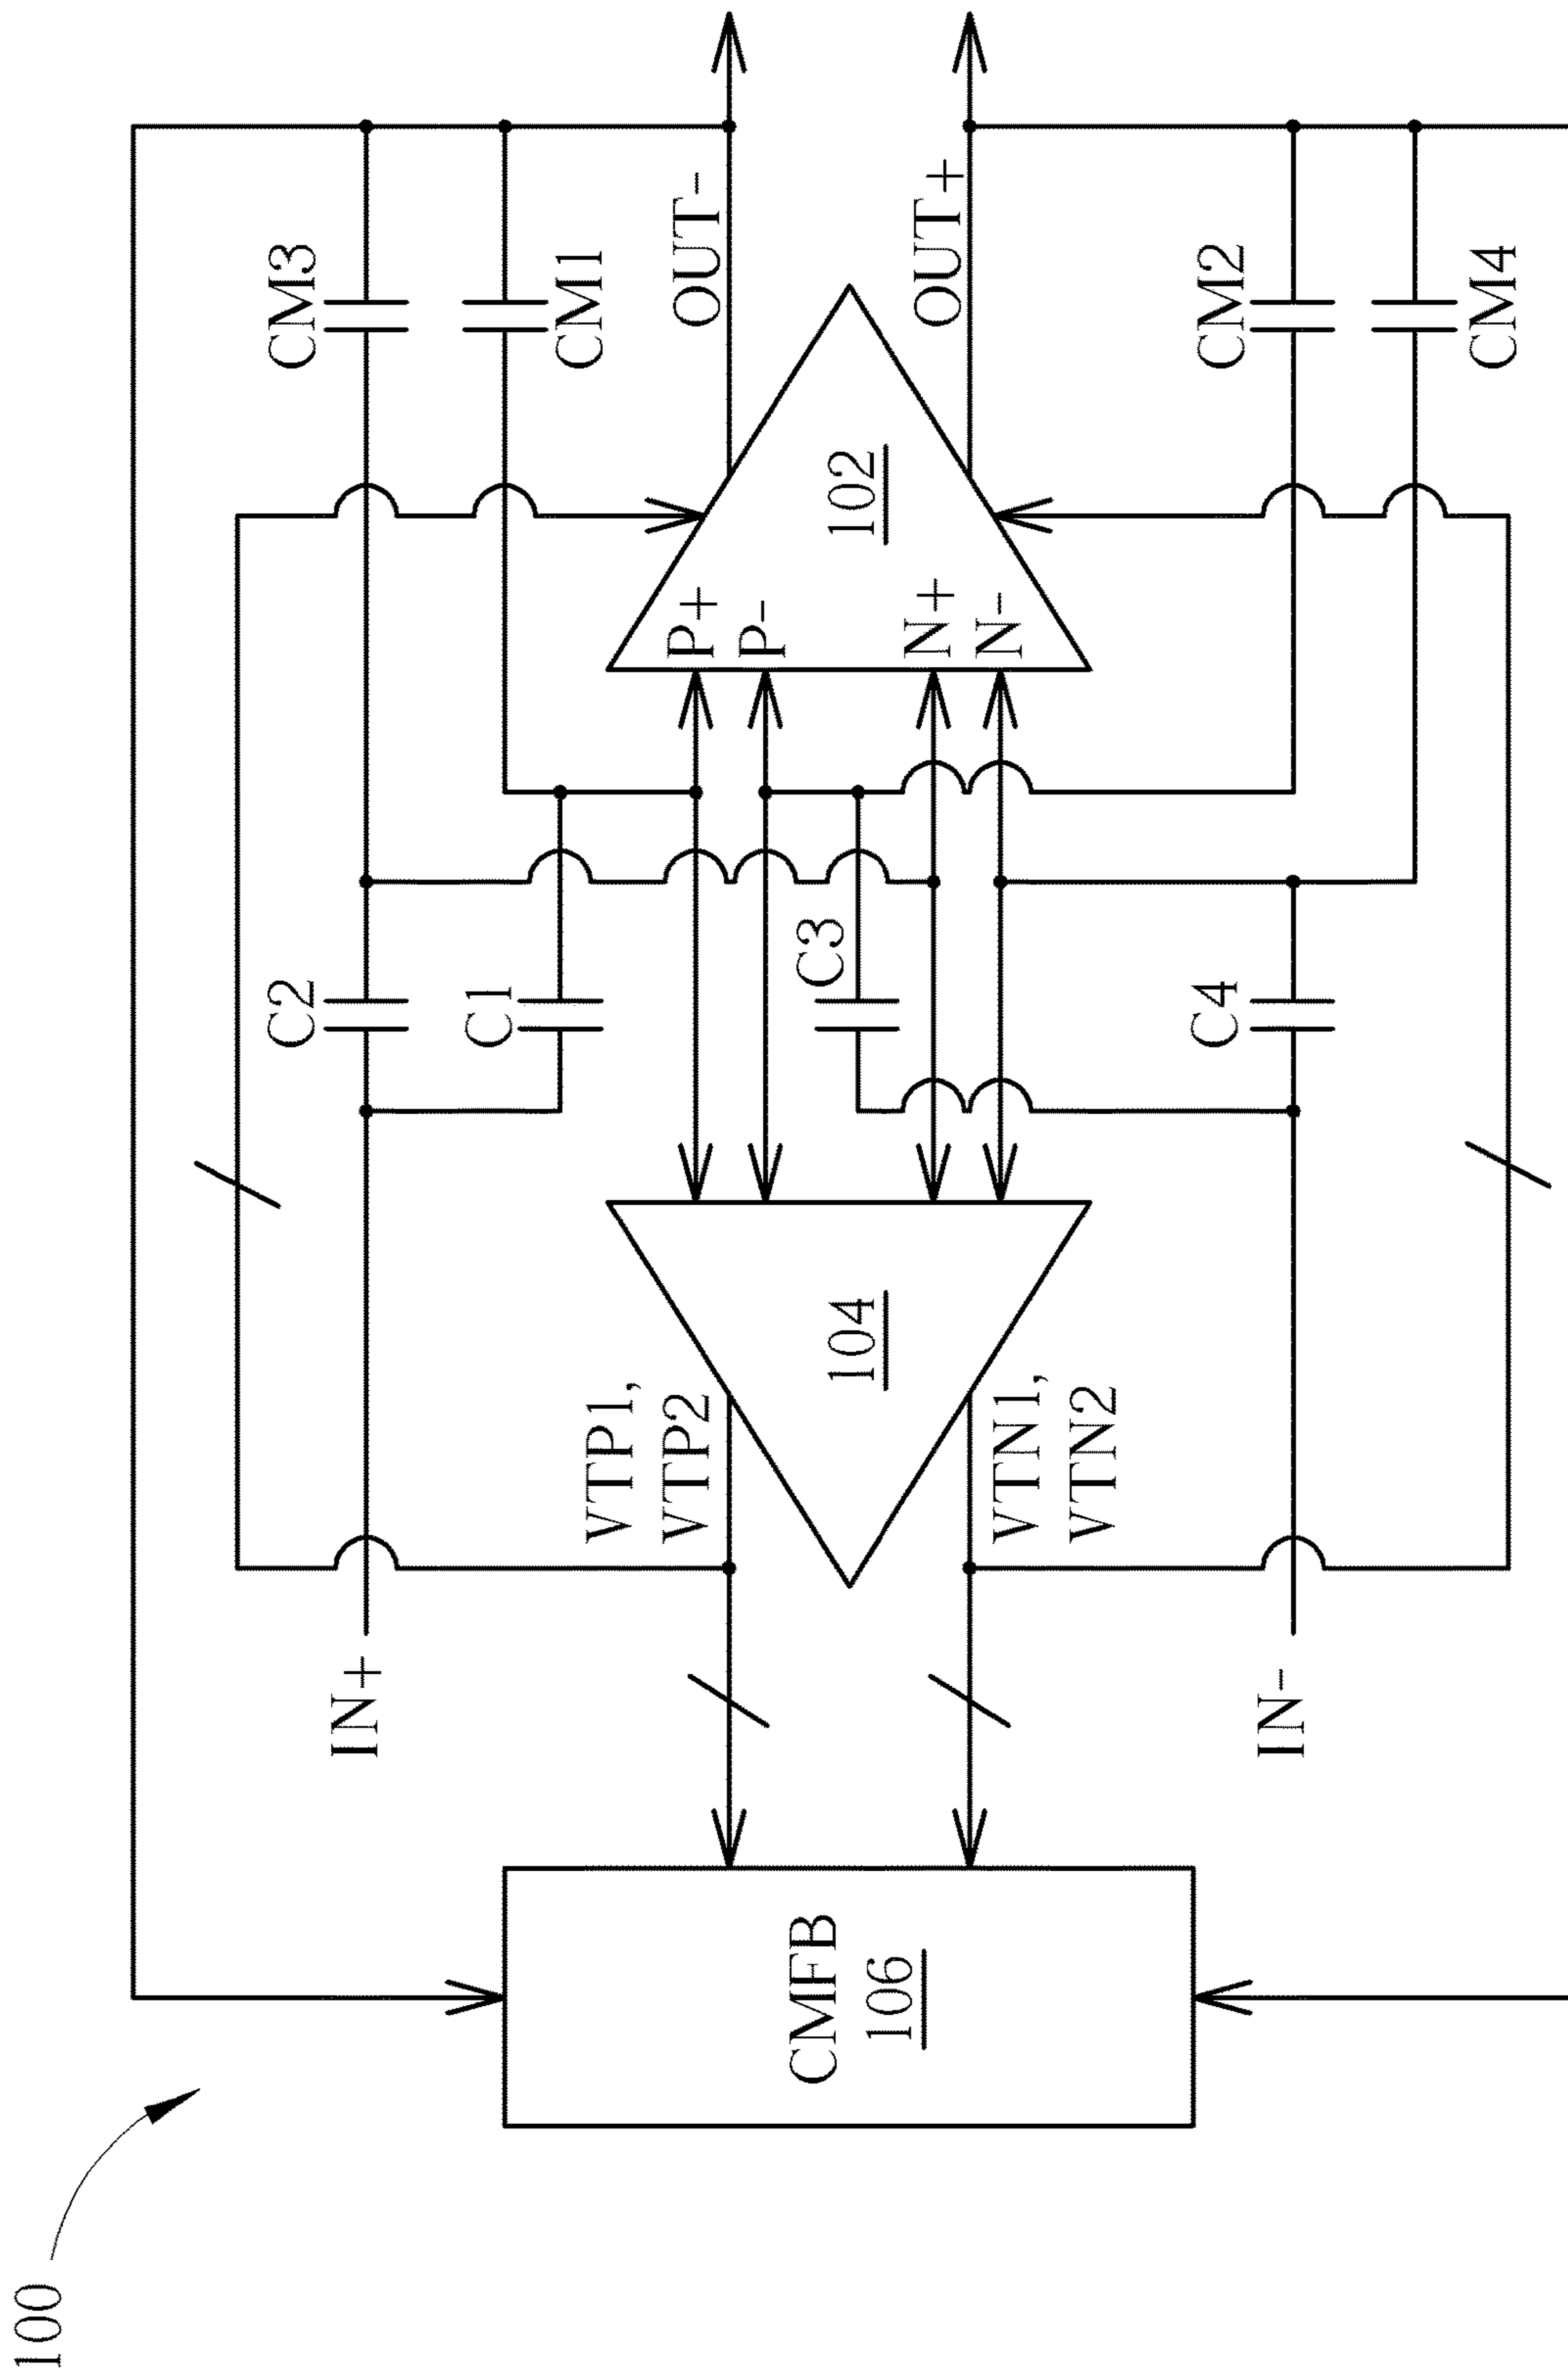 100
CMFB
106
IN+
IN-
VTP1,
VTP2
VTN1,
VTN2
104
C2
C1
C3
C4
P+
P-
N+
N-
102
CM3
CM1
OUT-
OUT+
CM2
CM4